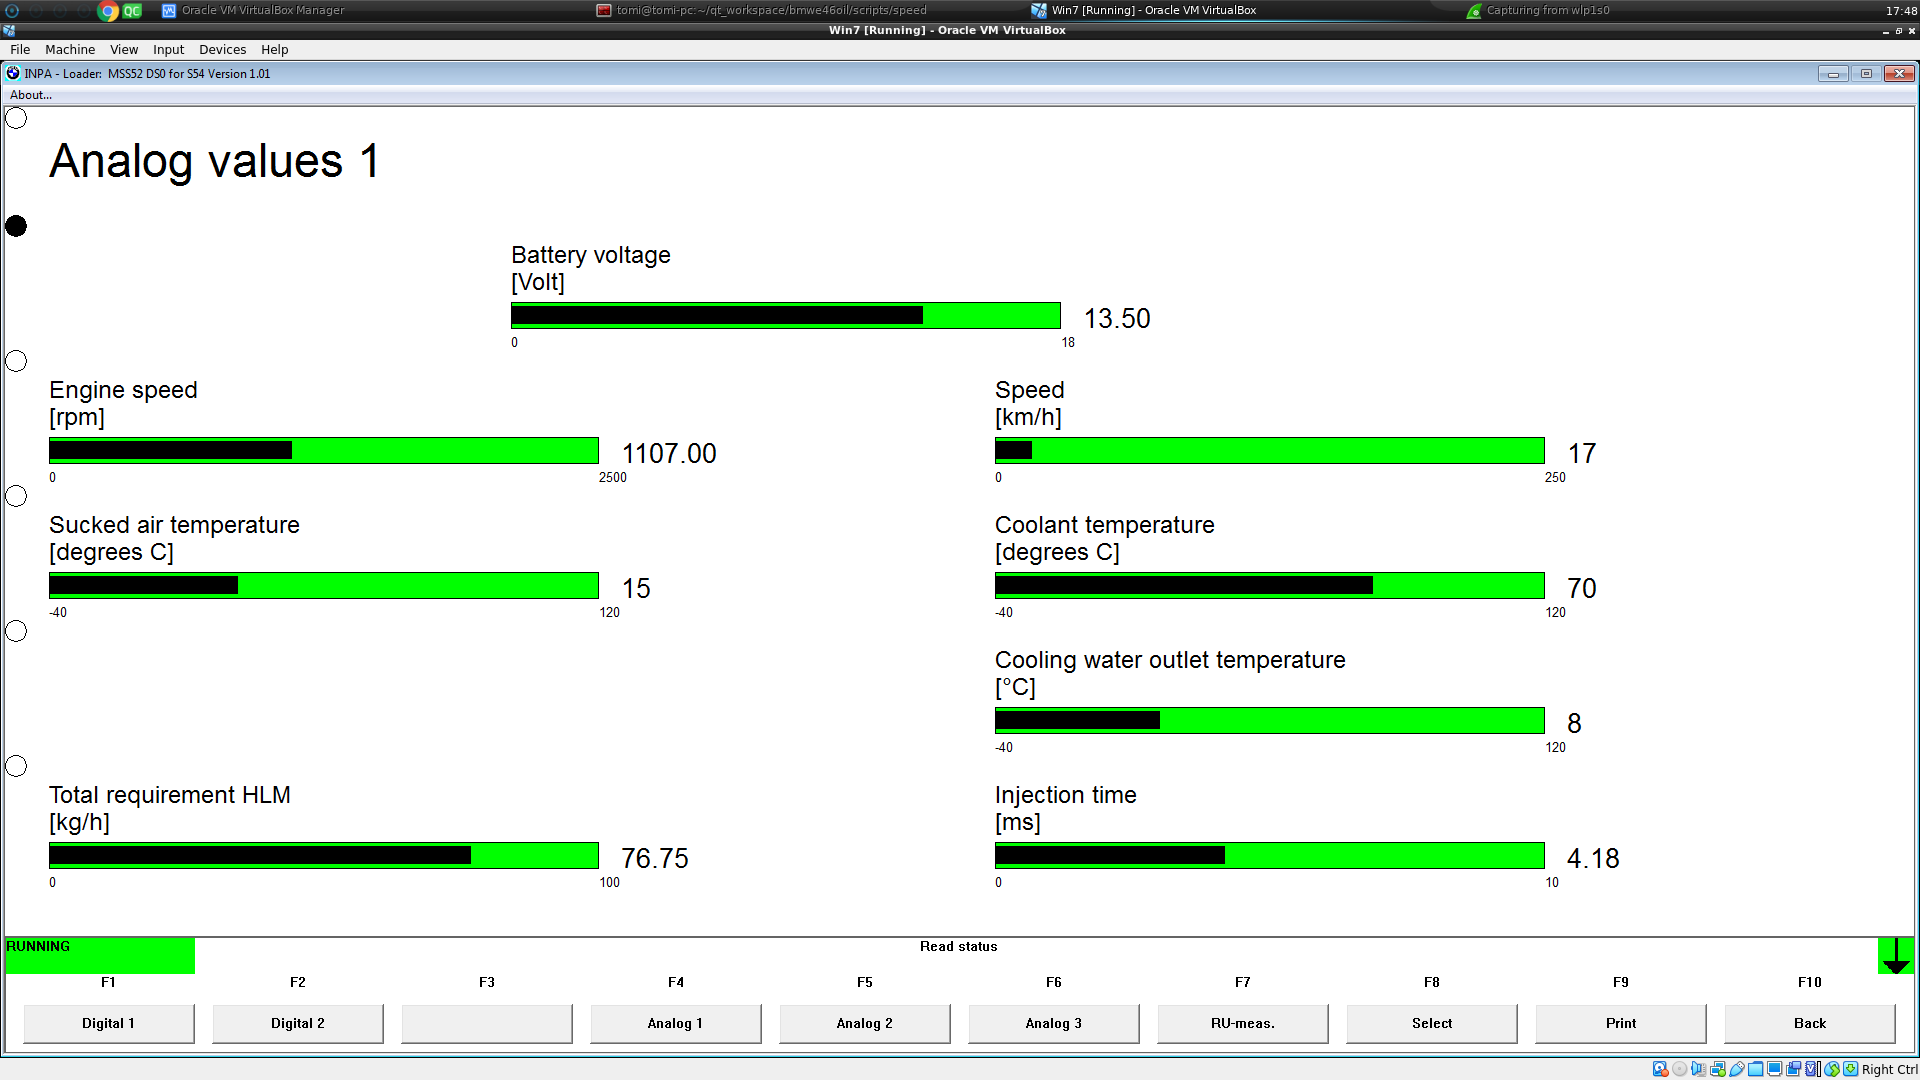 Oracle VM VirtualBox Manager
tomi@tomi-pc:~/qt_workspace/bmwe46oil/scripts/speed
Win7 [Running] - Oracle VM VirtualBox
Capturing from wlp1s0
17:48
Win7 [Running] - Oracle VM VirtualBox
File Machine View Input Devices Help
INPA - Loader: MSS52 DS0 for S54 Version 1.01
About...
Analog values 1
Battery voltage
[Volt]
13.50
0 18
Engine speed
[rpm]
1107.00
0 2500
Speed
[km/h]
17
0 250
Sucked air temperature
[degrees C]
15
-40 120
Coolant temperature
[degrees C]
70
-40 120
Cooling water outlet temperature
[°C]
8
-40 120
Total requirement HLM
[kg/h]
76.75
0 100
Injection time
[ms]
4.18
0 10
RUNNING
Read status
F1 F2 F3 F4 F5 F6 F7 F8 F9 F10
Digital 1 Digital 2 Analog 1 Analog 2 Analog 3 RU-meas. Select Print Back
Right Ctrl